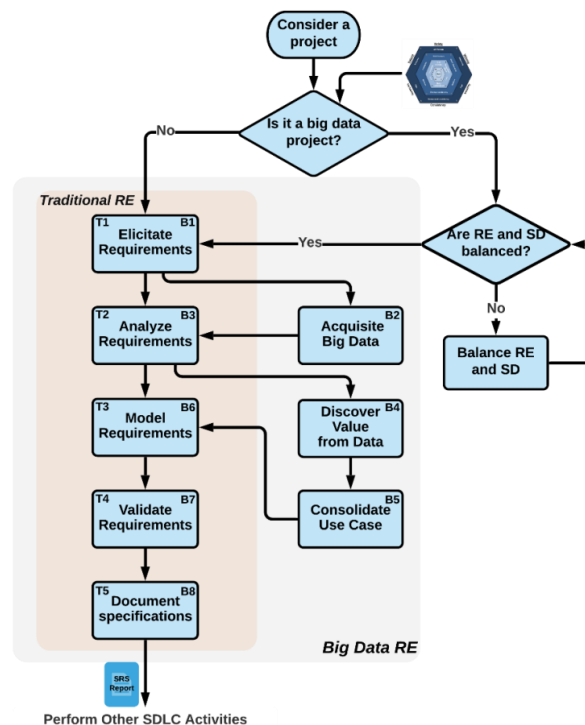 Consider a
project
Is it a big data
project?
No
Yes
Traditional RE
T1
B1
Elicitate
Requirements
Yes
Are RE and SD
balanced?
No
T2
B3
Analyze
Requirements
B2
Acquisite
Big Data
Balance RE
and SD
T3
B6
Model
Requirements
B4
Discover
Value
from Data
T4
B7
Validate
Requirements
B5
Consolidate
Use Case
T5
B8
Document
specifications
Big Data RE
SRS
Report
Perform Other SDLC Activities